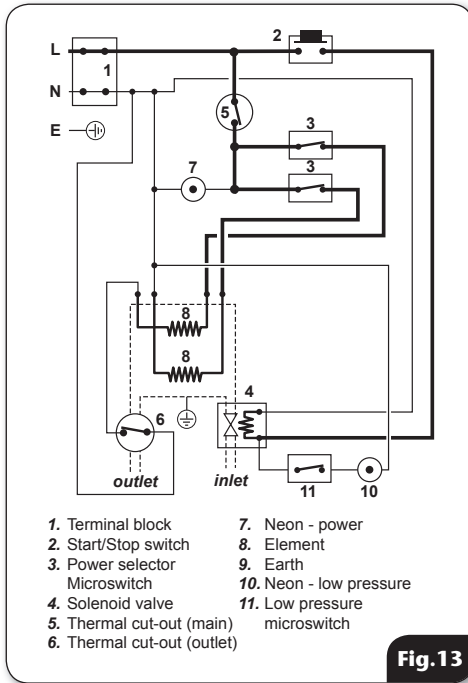 2
L
1
N
5
3
E
3
7
8
8
4
6
outlet
inlet
11
10
1. Terminal block
2. Start/Stop switch
3. Power selector
Microswitch
4. Solenoid valve
5. Thermal cut-out (main)
6. Thermal cut-out (outlet)
7. Neon - power
8. Element
9. Earth
10. Neon - low pressure
11. Low pressure
microswitch
Fig.13